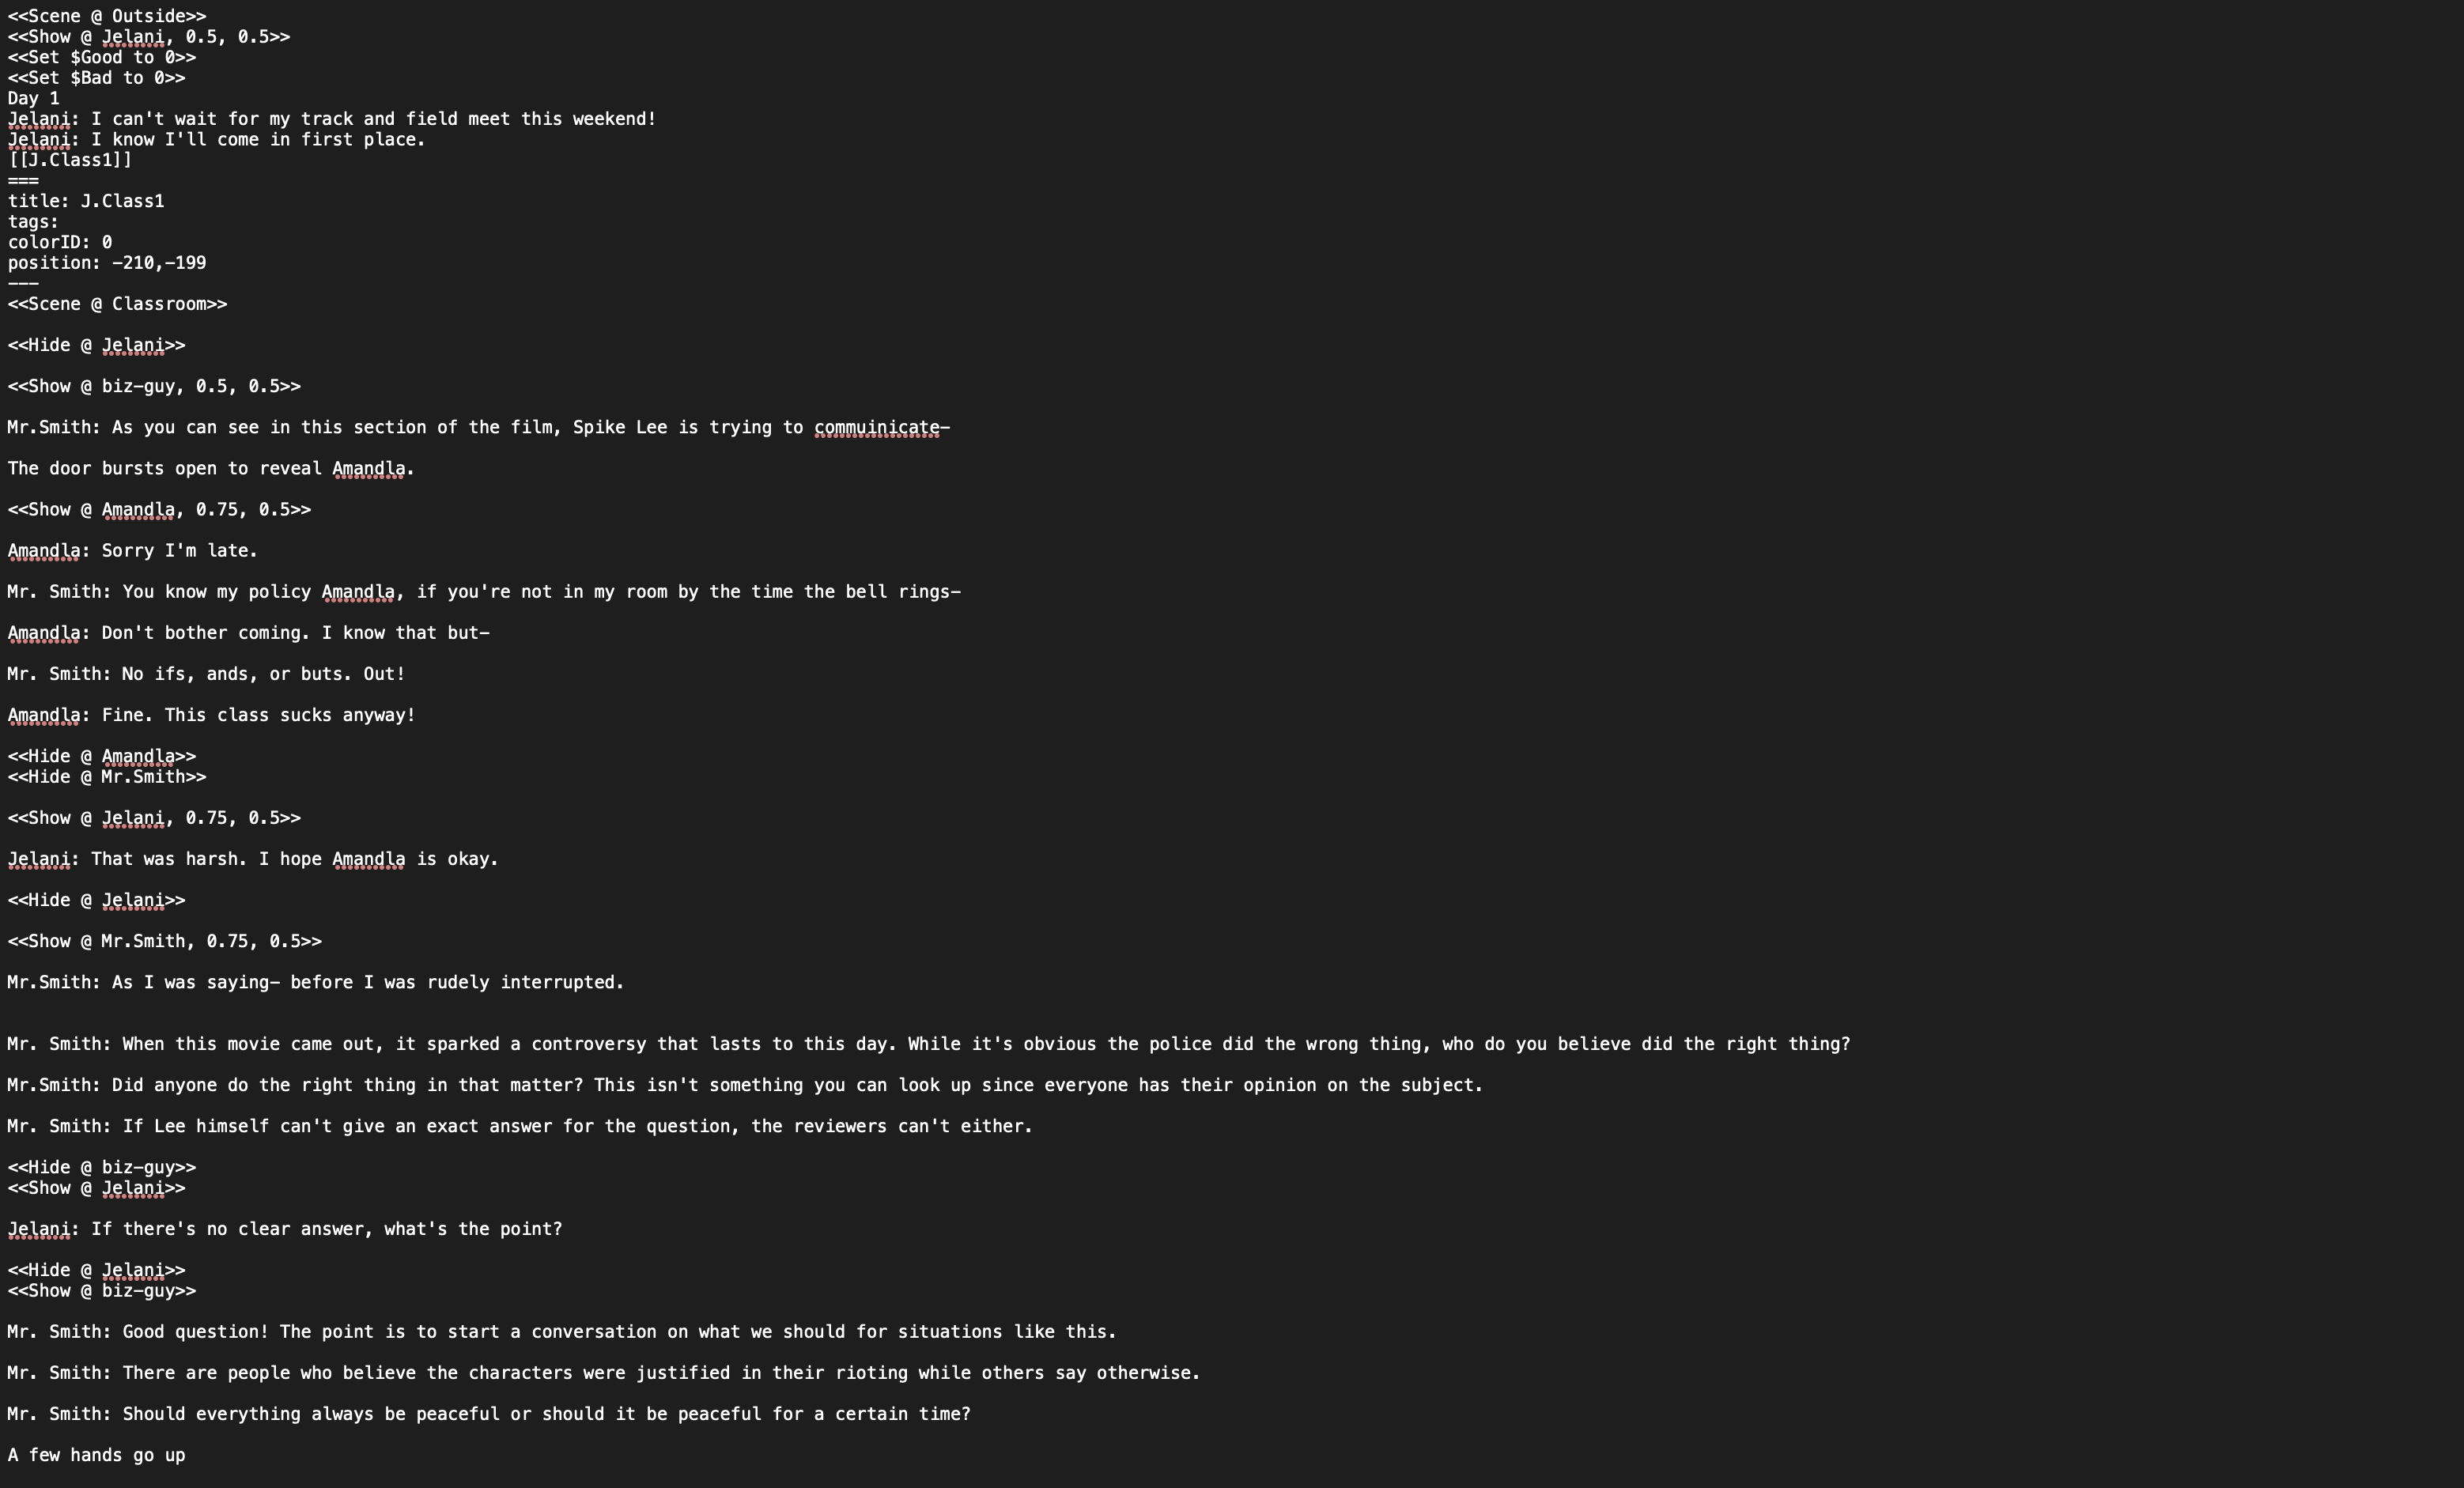 <<Scene @ Outside>>
<<Show @ Jelani, 0.5, 0.5>>
<<Set $Good to 0>>
<<Set $Bad to 0>>
Day 1
Jelani: I can't wait for my track and field meet this weekend!
Jelani: I know I'll come in first place.
[[J.Class1]]
===
title: J.Class1
tags:
colorID: 0
position: -210,-199
---
<<Scene @ Classroom>>
<<Hide @ Jelani>>
<<Show @ biz-guy, 0.5, 0.5>>
Mr.Smith: As you can see in this section of the film, Spike Lee is trying to commuinicate-
The door bursts open to reveal Amandla.
<<Show @ Amandla, 0.75, 0.5>>
Amandla: Sorry I'm late.
Mr. Smith: You know my policy Amandla, if you're not in my room by the time the bell rings-
Amandla: Don't bother coming. I know that but-
Mr. Smith: No ifs, ands, or buts. Out!
Amandla: Fine. This class sucks anyway!
<<Hide @ Amandla>>
<<Hide @ Mr.Smith>>
<<Show @ Jelani, 0.75, 0.5>>
Jelani: That was harsh. I hope Amandla is okay.
<<Hide @ Jelani>>
<<Show @ Mr.Smith, 0.75, 0.5>>
Mr.Smith: As I was saying- before I was rudely interrupted.
Mr. Smith: When this movie came out, it sparked a controversy that lasts to this day. While it's obvious the police did the wrong thing, who do you believe did the right thing?
Mr.Smith: Did anyone do the right thing in that matter? This isn't something you can look up since everyone has their opinion on the subject.
Mr. Smith: If Lee himself can't give an exact answer for the question, the reviewers can't either.
<<Hide @ biz-guy>>
<<Show @ Jelani>>
Jelani: If there's no clear answer, what's the point?
<<Hide @ Jelani>>
<<Show @ biz-guy>>
Mr. Smith: Good question! The point is to start a conversation on what we should for situations like this.
Mr. Smith: There are people who believe the characters were justified in their rioting while others say otherwise.
Mr. Smith: Should everything always be peaceful or should it be peaceful for a certain time?
A few hands go up